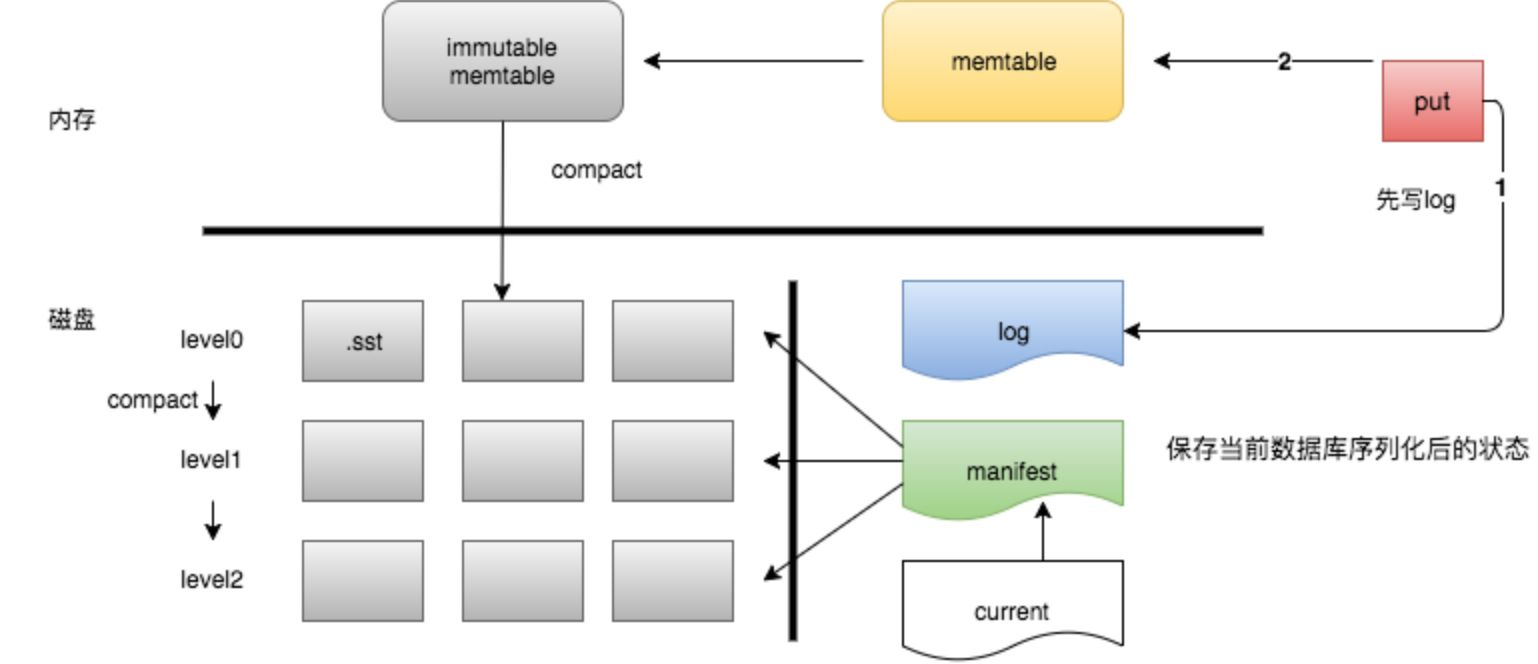 immutable
memtable
memtable
2
put
内存
compact
1
先写log
磁盘
level0
.sst
log
compact
level1
manifest
保存当前数据库序列化后的状态
level2
current